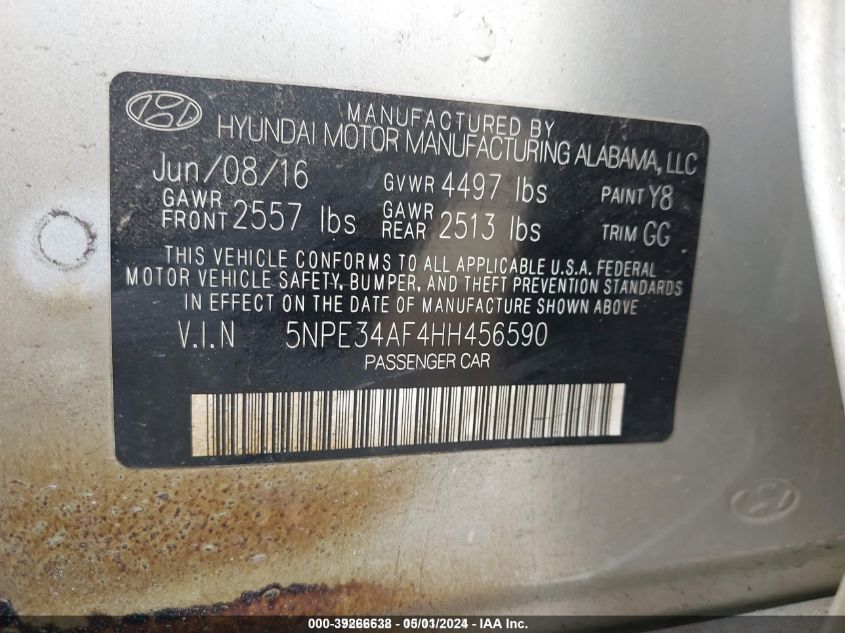 MANUFACTURED BY
HYUNDAI MOTOR MANUFACTURING ALABAMA, LLC
Jun/08/16 GVWR 4497 lbs PAINT Y8
GAWR FRONT 2557 lbs GAWR REAR 2513 lbs TRIM GG
THIS VEHICLE CONFORMS TO ALL APPLICABLE U.S.A. FEDERAL
MOTOR VEHICLE SAFETY, BUMPER, AND THEFT PREVENTION STANDARDS
IN EFFECT ON THE DATE OF MANUFACTURE SHOWN ABOVE
V.I.N 5NPE34AF4HH456590
PASSENGER CAR
000-39266638 - 05/01/2024 - IAA Inc.